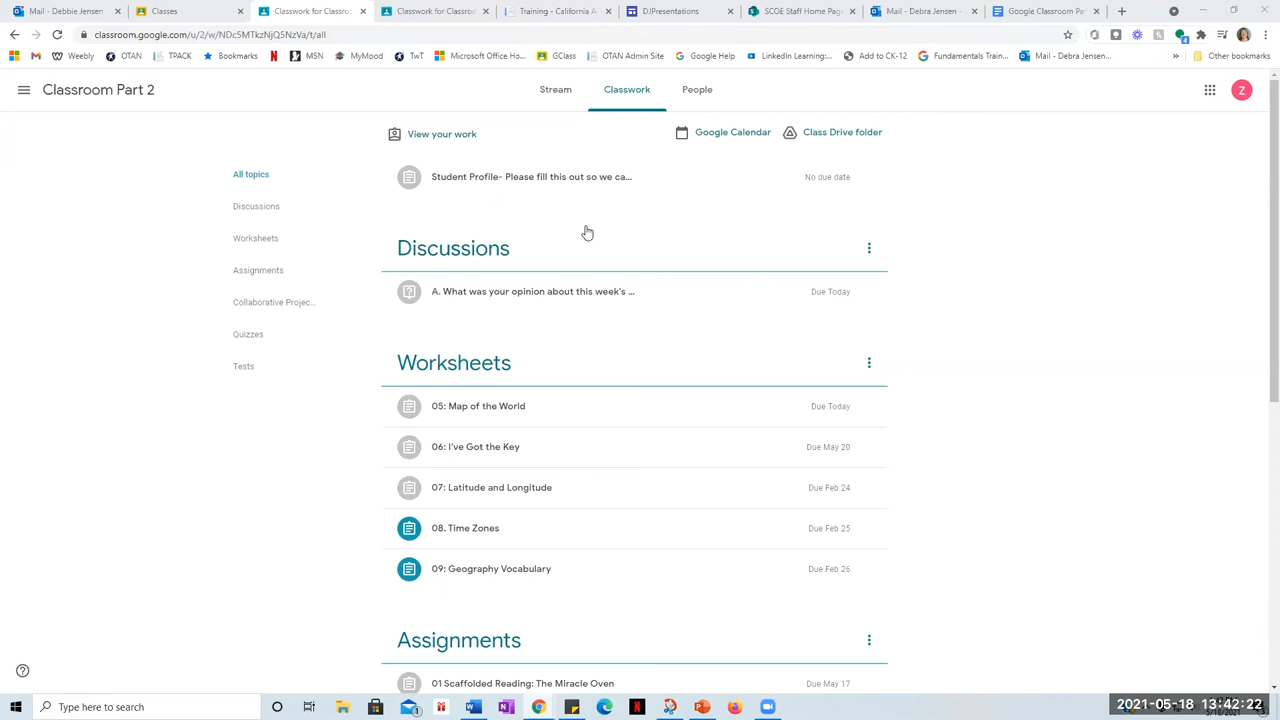 Mail - Debbie Jensen
Classes
Classwork for Classroo
Classwork for Classroo
Training - California A
DJPresentations
SCOE Staff Home Pag
Mail - Debra Jensen
Google Classroom Re
classroom.google.com/u/2/w/NDc5MTkzNjQ5NzVa/t/all
Weebly
OTAN
TPACK
Bookmarks
MSN
MyMood
TwT
Microsoft Office Ho...
GClass
OTAN Admin Site
Google Help
LinkedIn Learning:...
Add to CK-12
Fundamentals Train...
Mail - Debra Jensen...
Other bookmarks
Classroom Part 2
Stream
Classwork
People
Z
View your work
Google Calendar
Class Drive folder
All topics
Discussions
Worksheets
Assignments
Collaborative Projec...
Quizzes
Tests
Student Profile- Please fill this out so we ca...
No due date
Discussions
A. What was your opinion about this week's ...
Due Today
Worksheets
05: Map of the World
Due Today
06: I've Got the Key
Due May 20
07: Latitude and Longitude
Due Feb 24
08. Time Zones
Due Feb 25
09: Geography Vocabulary
Due Feb 26
Assignments
01 Scaffolded Reading: The Miracle Oven
Due May 17
Type here to search
2021-05-18 13:42:22